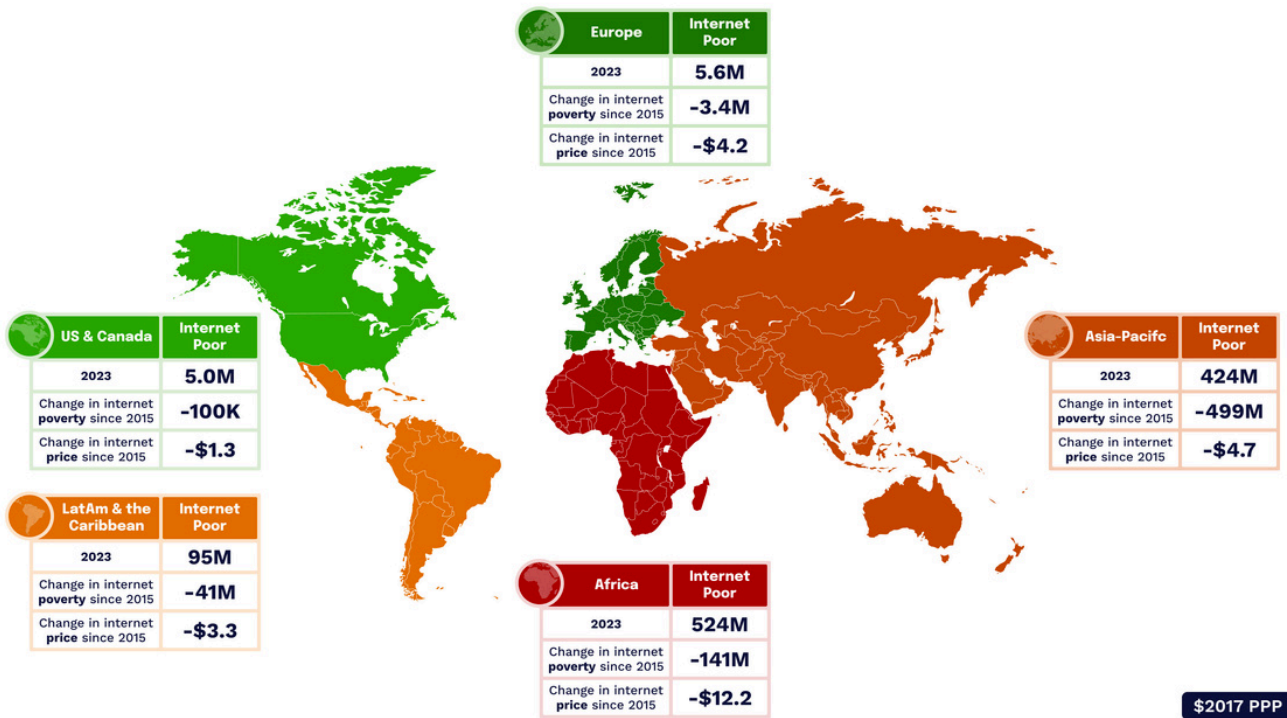 Europe
Internet
Poor
2023
5.6M
Change in internet
poverty since 2015
-3.4M
Change in internet
price since 2015
-$4.2
US & Canada
Internet
Poor
2023
5.0M
Change in internet
poverty since 2015
-100K
Change in internet
price since 2015
-$1.3
Asia-Pacifc
Internet
Poor
2023
424M
Change in internet
poverty since 2015
-499M
Change in internet
price since 2015
-$4.7
LatAm & the
Caribbean
Internet
Poor
2023
95M
Change in internet
poverty since 2015
-41M
Change in internet
price since 2015
-$3.3
Africa
Internet
Poor
2023
524M
Change in internet
poverty since 2015
-141M
Change in internet
price since 2015
-$12.2
$2017 PPP